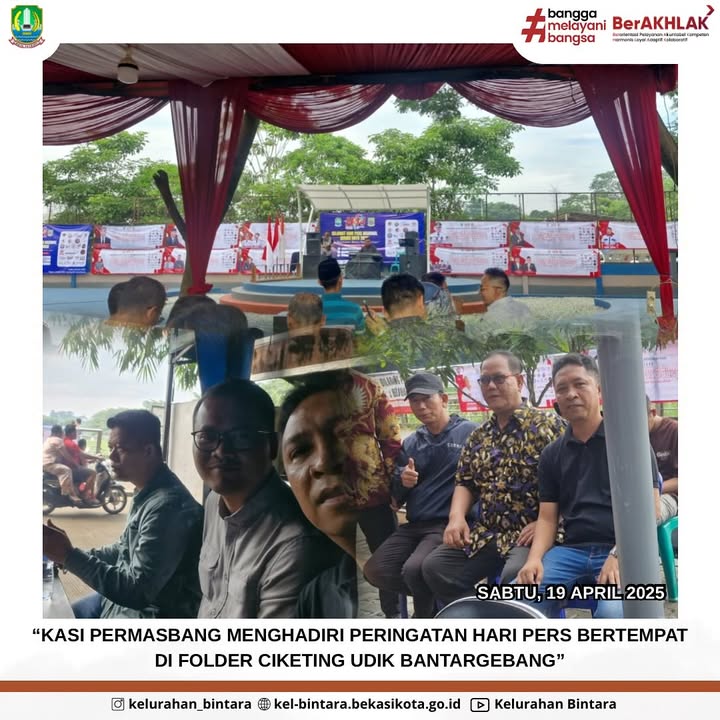 #bangga
melayani
bangsa
BerAKHLAK
SABTU, 19 APRIL 2025
“KASI PERMASBANG MENGHADIRI PERINGATAN HARI PERS BERTEMPAT
DI FOLDER CIKETING UDIK BANTARGEBANG”
kelurahan_bintara kel-bintara.bekasikota.go.id Kelurahan Bintara